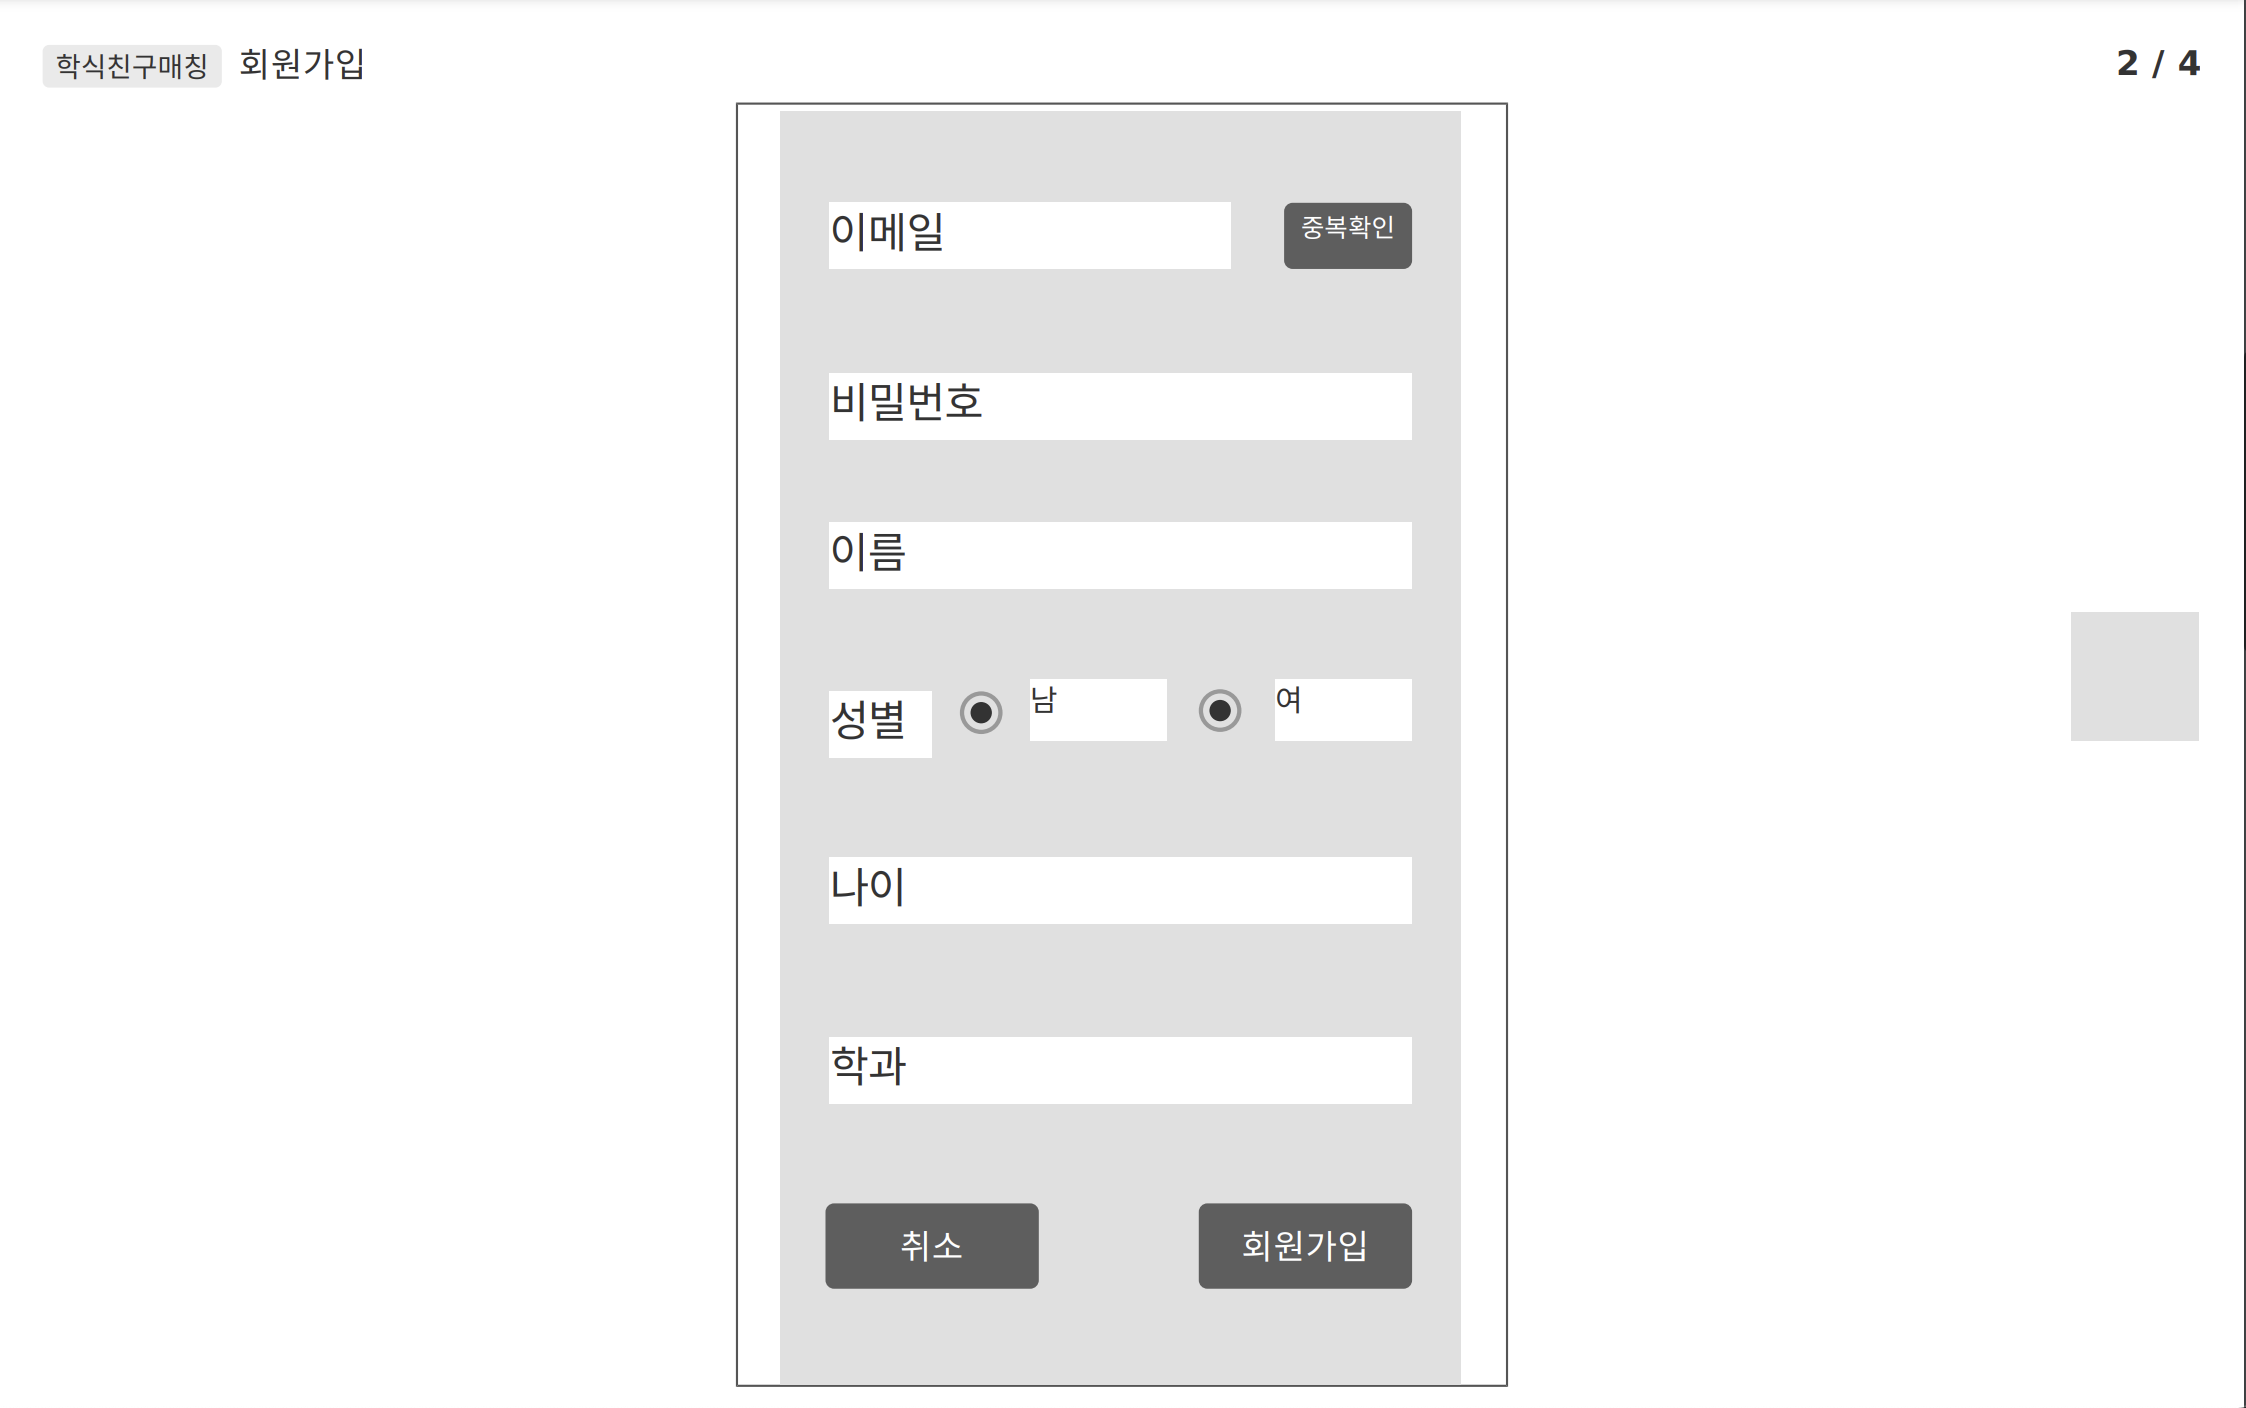 학식친구매칭 회원가입 2 / 4
이메일 중복확인
비밀번호
이름
성별 남 여
나이
학과
취소 회원가입